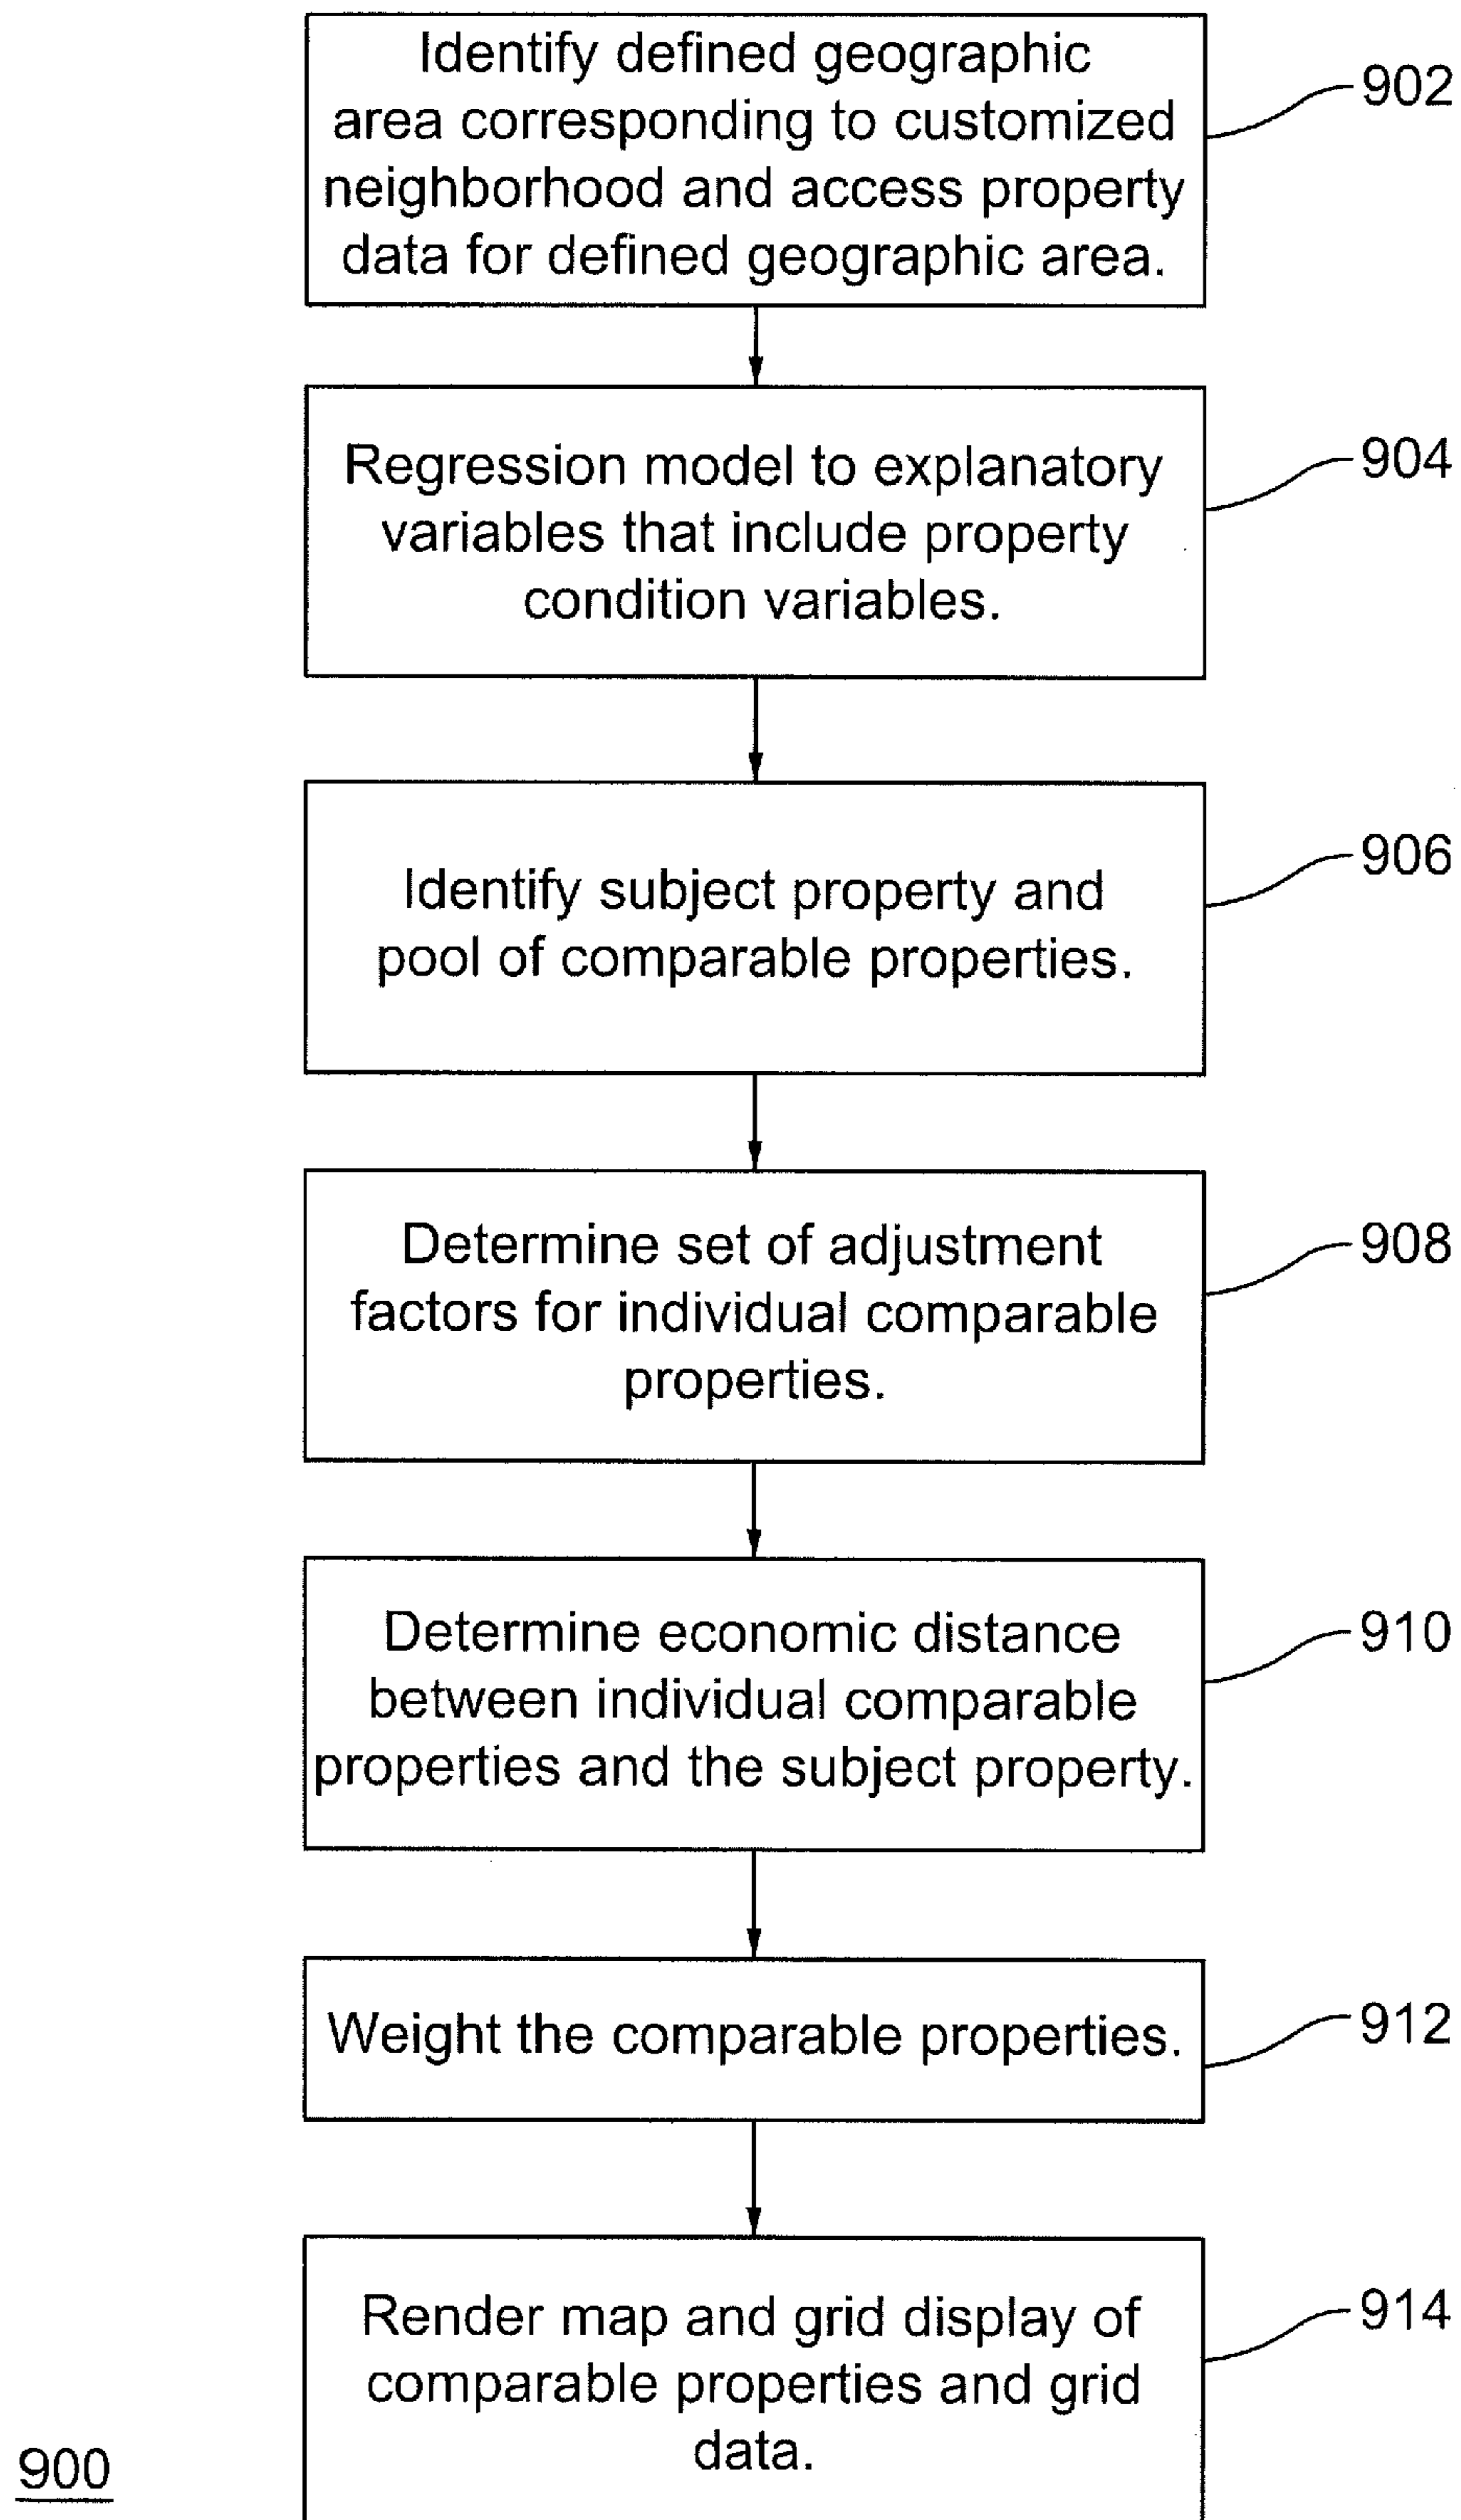 Identify defined geographic
area corresponding to customized
neighborhood and access property
data for defined geographic area.
902
Regression model to explanatory
variables that include property
condition variables.
904
Identify subject property and
pool of comparable properties.
906
Determine set of adjustment
factors for individual comparable
properties.
908
Determine economic distance
between individual comparable
properties and the subject property.
910
Weight the comparable properties.
912
Render map and grid display of
comparable properties and grid
data.
914
900